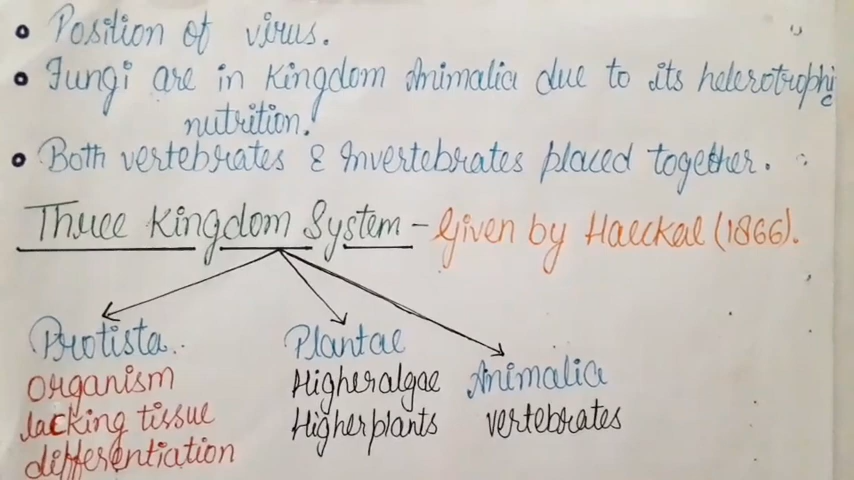 Position of virus.
Fungi are in Kingdom Animalia due to its heterotrophic
nutrition.
Both vertebrates & Invertebrates placed together.
Three Kingdom System - Given by Haeckal (1866).
Protista
organism
lacking tissue
differentiation
Plantae
Higher algae
Higher plants
Animalia
vertebrates